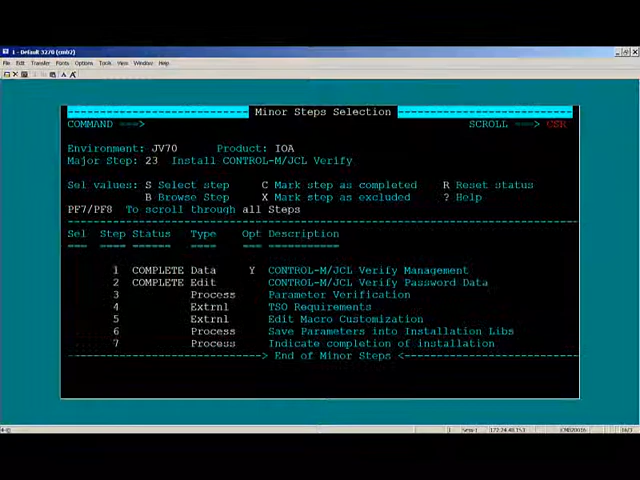 1 - Default 3270 (cmb2)
File Edit Transfer Fonts Options Tools View Window Help
Minor Steps Selection
COMMAND ===> SCROLL ===> CSR
Environment: JV70 Product: IOA
Major Step: 23 Install CONTROL-M/JCL Verify
Sel values: S Select step C Mark step as completed R Reset status
B Browse Step X Mark step as excluded ? Help
PF7/PF8 To scroll through all Steps
Sel Step Status Type Opt Description
=== ==== ====== ==== === ===========
1 COMPLETE Data Y CONTROL-M/JCL Verify Management
2 COMPLETE Edit CONTROL-M/JCL Verify Password Data
3 Process Parameter Verification
4 Extrnl TSO Requirements
5 Extrnl Edit Macro Customization
6 Process Save Parameters into Installation Libs
7 Process Indicate completion of installation
> End of Minor Steps <